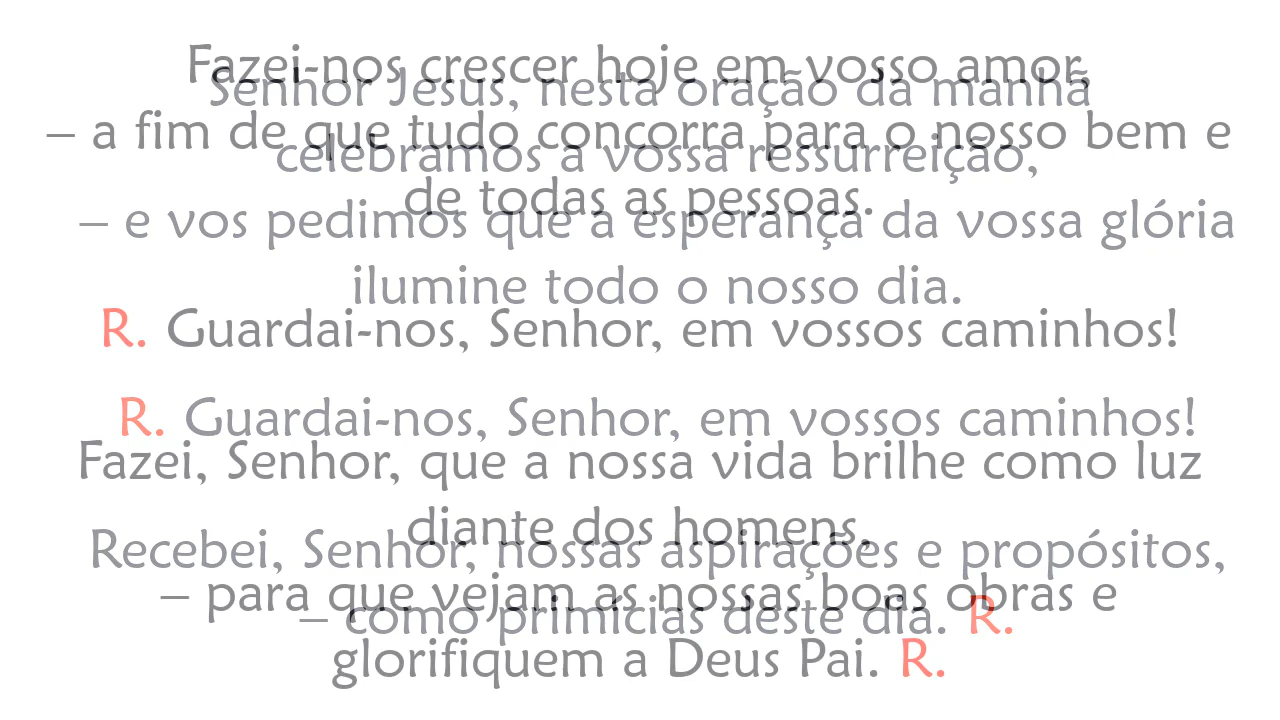 Fazei-nos crescer hoje em vosso amor,
Senhor Jesus, nesta oração da manhã
– a fim de que tudo concorra para o nosso bem e
celebramos a vossa ressurreição,
de todas as pessoas.
– e vos pedimos que a esperança da vossa glória
ilumine todo o nosso dia.
R. Guardai-nos, Senhor, em vossos caminhos!
R. Guardai-nos, Senhor, em vossos caminhos!
Fazei, Senhor, que a nossa vida brilhe como luz
diante dos homens,
Recebei, Senhor, nossas aspirações e propósitos,
– para que vejam as nossas boas obras e
– como primícias deste dia. R.
glorifiquem a Deus Pai. R.